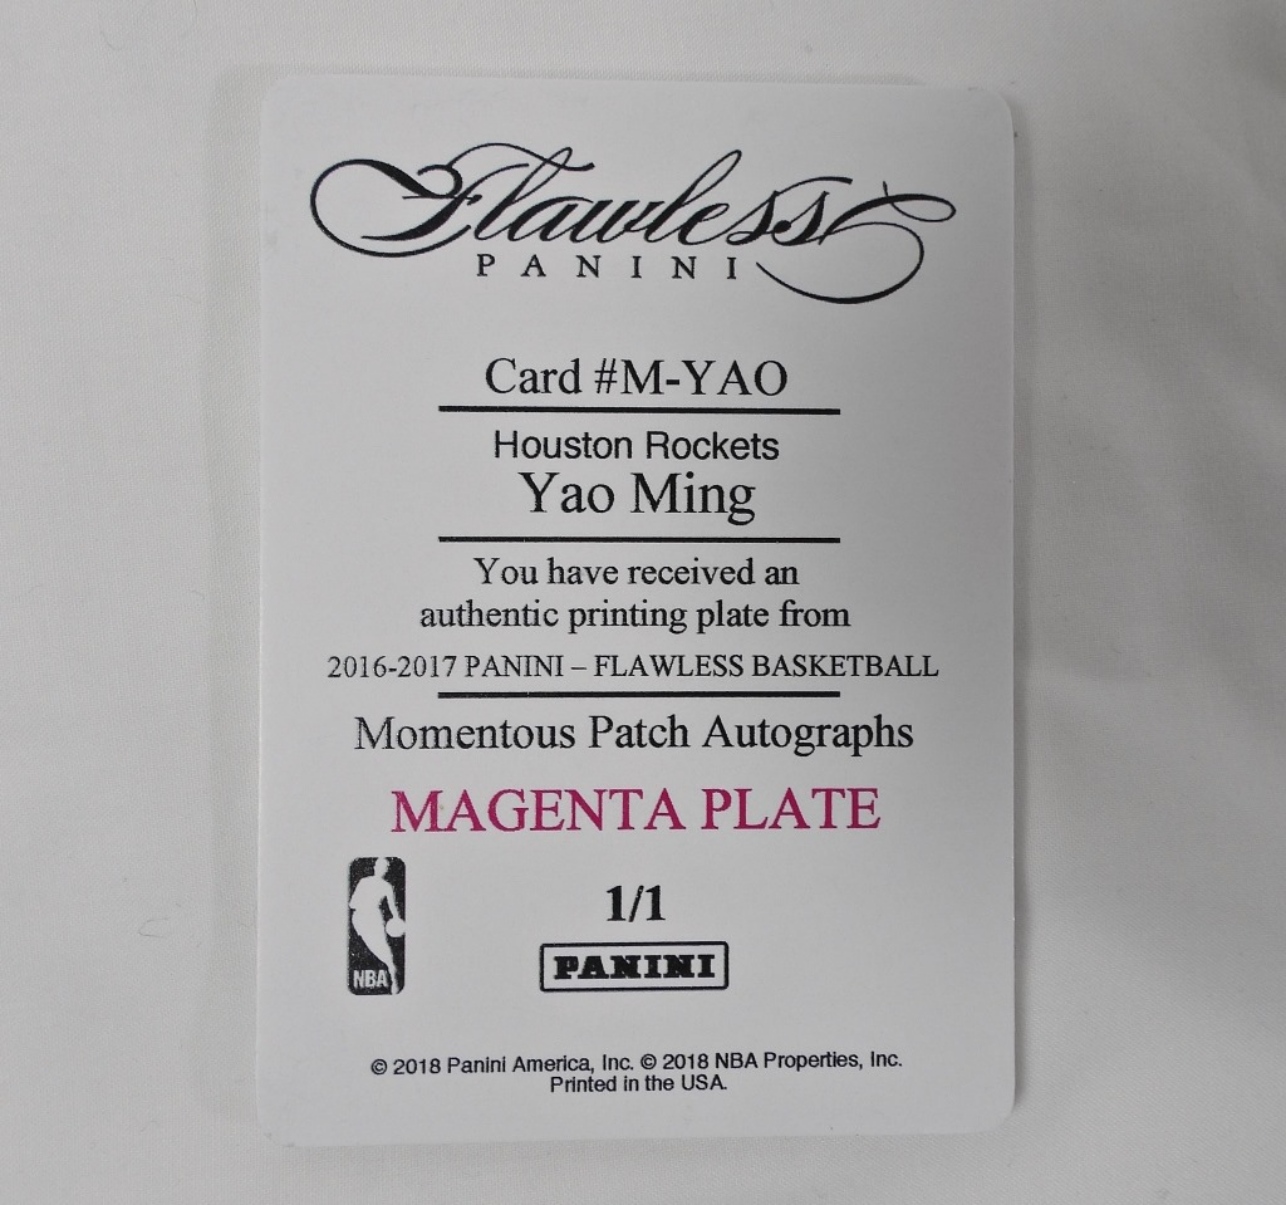 Flawless
PANINI
Card #M-YAO
Houston Rockets
Yao Ming
You have received an
authentic printing plate from
2016-2017 PANINI – FLAWLESS BASKETBALL
Momentous Patch Autographs
MAGENTA PLATE
1/1
NBA
PANINI
© 2018 Panini America, Inc. © 2018 NBA Properties, Inc.
Printed in the USA.